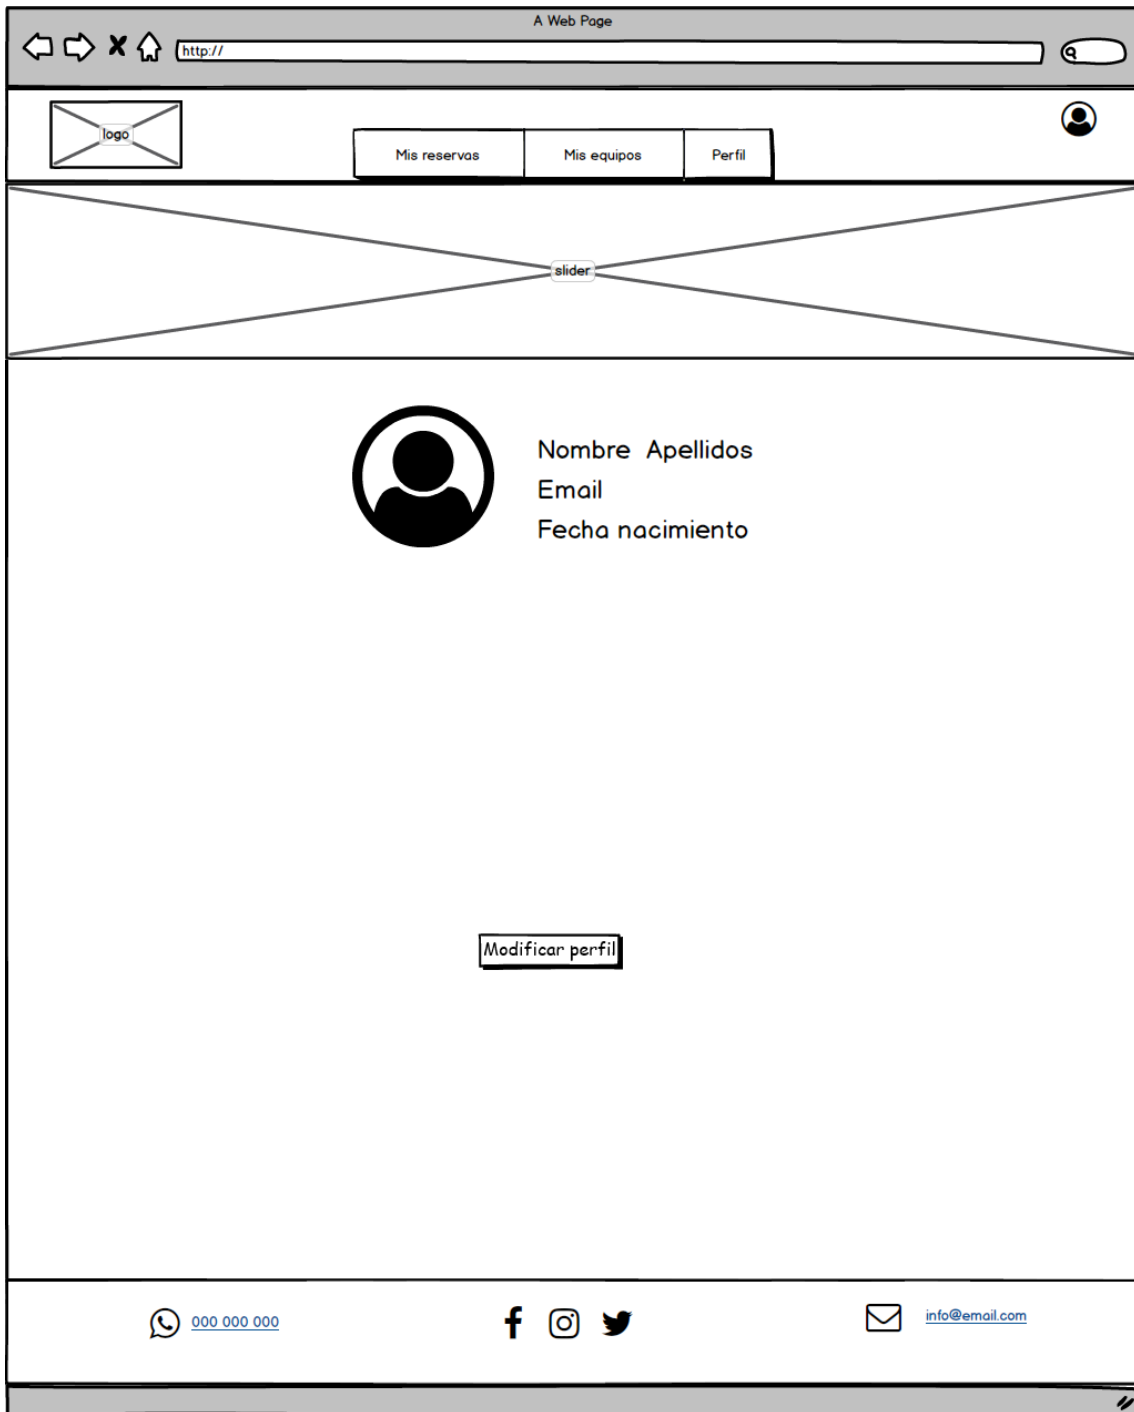 A Web Page
http://
logo
Mis reservas Mis equipos Perfil
slider
Nombre Apellidos
Email
Fecha nacimiento
Modificar perfil
000 000 000
info@email.com